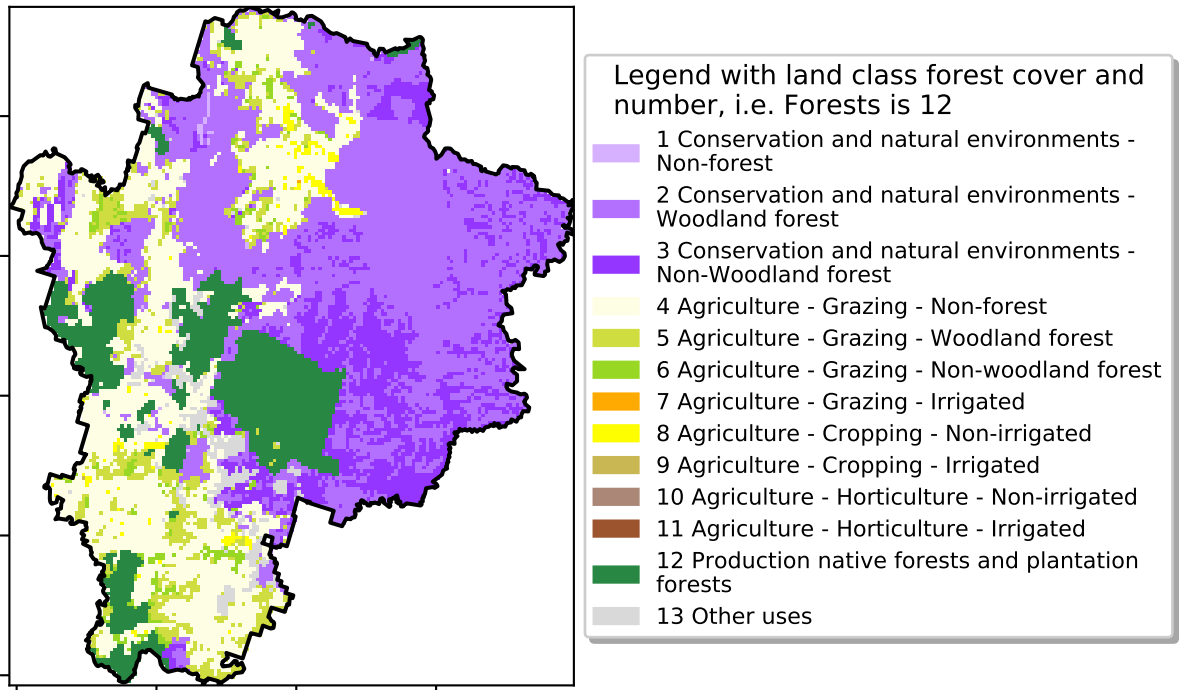 Legend with land class forest cover and
number, i.e. Forests is 12
1 Conservation and natural environments -
Non-forest
2 Conservation and natural environments -
Woodland forest
3 Conservation and natural environments -
Non-Woodland forest
4 Agriculture - Grazing - Non-forest
5 Agriculture - Grazing - Woodland forest
6 Agriculture - Grazing - Non-woodland forest
7 Agriculture - Grazing - Irrigated
8 Agriculture - Cropping - Non-irrigated
9 Agriculture - Cropping - Irrigated
10 Agriculture - Horticulture - Non-irrigated
11 Agriculture - Horticulture - Irrigated
12 Production native forests and plantation
forests
13 Other uses